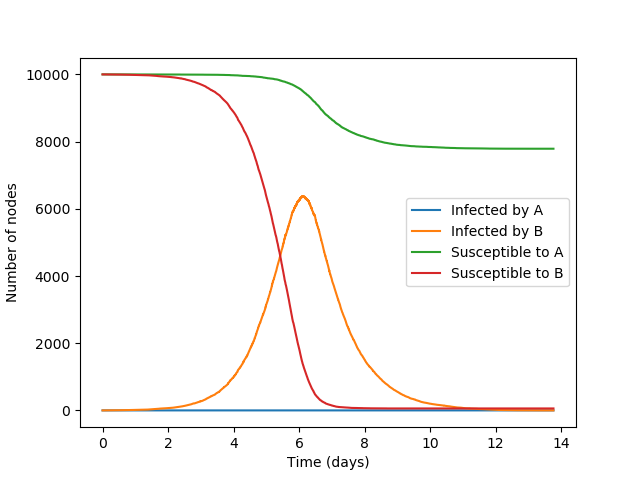 Number of nodes
10000
8000
6000
4000
2000
0
Infected by A
Infected by B
Susceptible to A
Susceptible to B
0 2 4 6 8 10 12 14
Time (days)